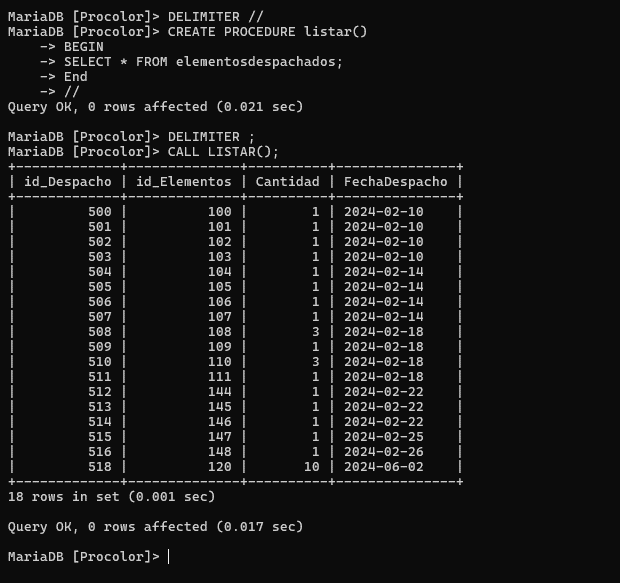 MariaDB [Procolor]> DELIMITER //
MariaDB [Procolor]> CREATE PROCEDURE listar()
    -> BEGIN
    -> SELECT * FROM elementosdespachados;
    -> End
    -> //
Query OK, 0 rows affected (0.021 sec)

MariaDB [Procolor]> DELIMITER ;
MariaDB [Procolor]> CALL LISTAR();
+-------------+--------------+----------+---------------+
| id_Despacho | id_Elementos | Cantidad | FechaDespacho |
+-------------+--------------+----------+---------------+
|         500 |          100 |        1 | 2024-02-10    |
|         501 |          101 |        1 | 2024-02-10    |
|         502 |          102 |        1 | 2024-02-10    |
|         503 |          103 |        1 | 2024-02-10    |
|         504 |          104 |        1 | 2024-02-14    |
|         505 |          105 |        1 | 2024-02-14    |
|         506 |          106 |        1 | 2024-02-14    |
|         507 |          107 |        1 | 2024-02-14    |
|         508 |          108 |        3 | 2024-02-18    |
|         509 |          109 |        1 | 2024-02-18    |
|         510 |          110 |        3 | 2024-02-18    |
|         511 |          111 |        1 | 2024-02-18    |
|         512 |          144 |        1 | 2024-02-22    |
|         513 |          145 |        1 | 2024-02-22    |
|         514 |          146 |        1 | 2024-02-22    |
|         515 |          147 |        1 | 2024-02-25    |
|         516 |          148 |        1 | 2024-02-26    |
|         518 |          120 |       10 | 2024-06-02    |
+-------------+--------------+----------+---------------+
18 rows in set (0.001 sec)

Query OK, 0 rows affected (0.017 sec)

MariaDB [Procolor]>